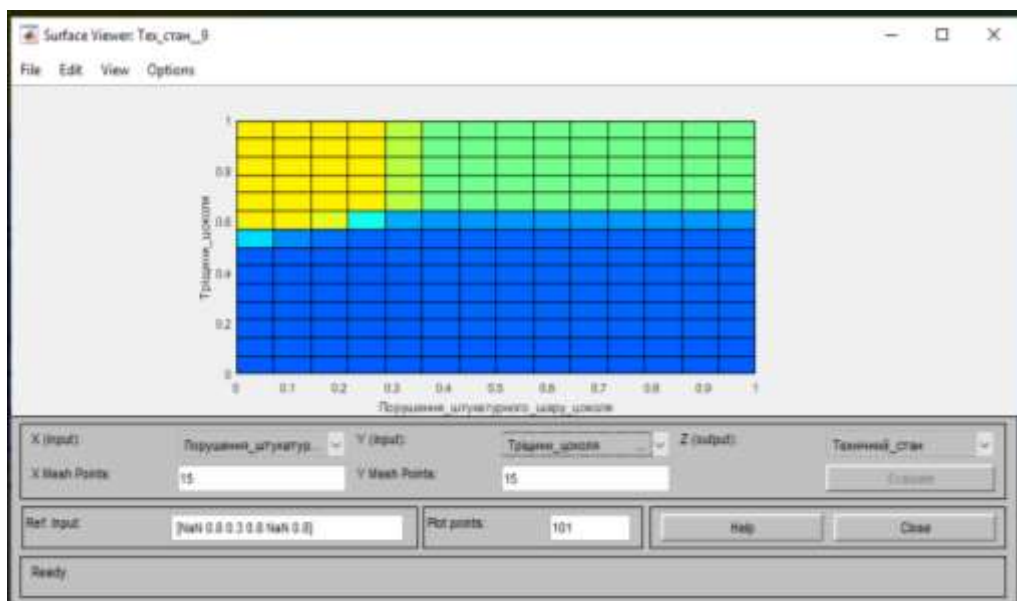 Surface Viewer: Тех_стан__9
File Edit View Options
1
0.8
0.6
0.4
0.2
0
Тріщини_цоколя
0 0.1 0.2 0.3 0.4 0.5 0.6 0.7 0.8 0.9 1
Порушення_штукатурного_шару_цоколя
X (input): Порушення_штукатур... Y (input): Тріщини_цоколя Z (output): Технічний_стан
X Mesh Points: 15 Y Mesh Points: 15 Evaluate
Ref. Input: [NaN 0.8 0.3 0.8 NaN 0.8] Plot points: 101 Help Close
Ready